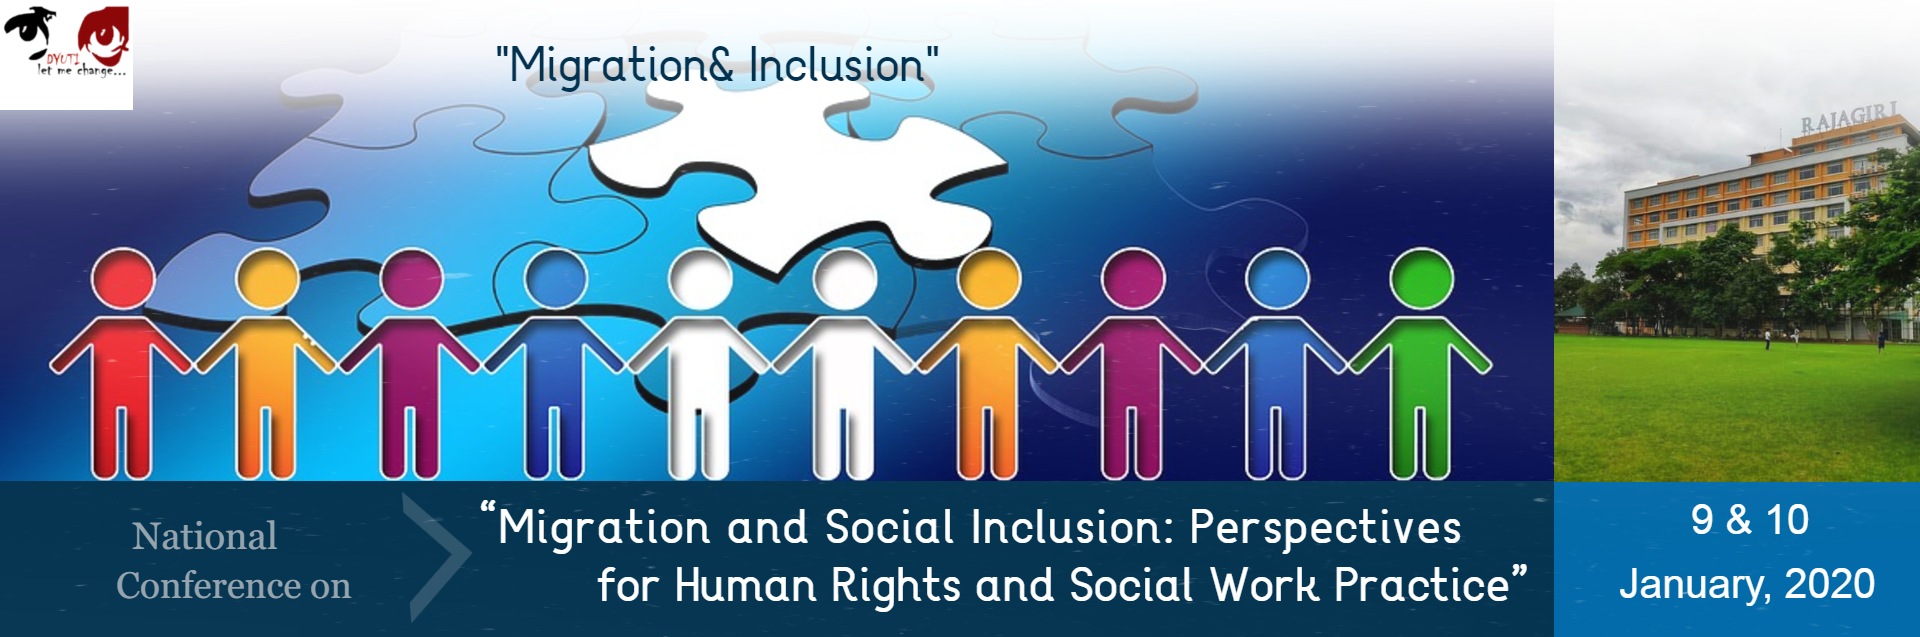 DYUTI
let me change...
"Migration& Inclusion"
RAJAGIRI
National
Conference on
“Migration and Social Inclusion: Perspectives
for Human Rights and Social Work Practice”
9 & 10
January, 2020